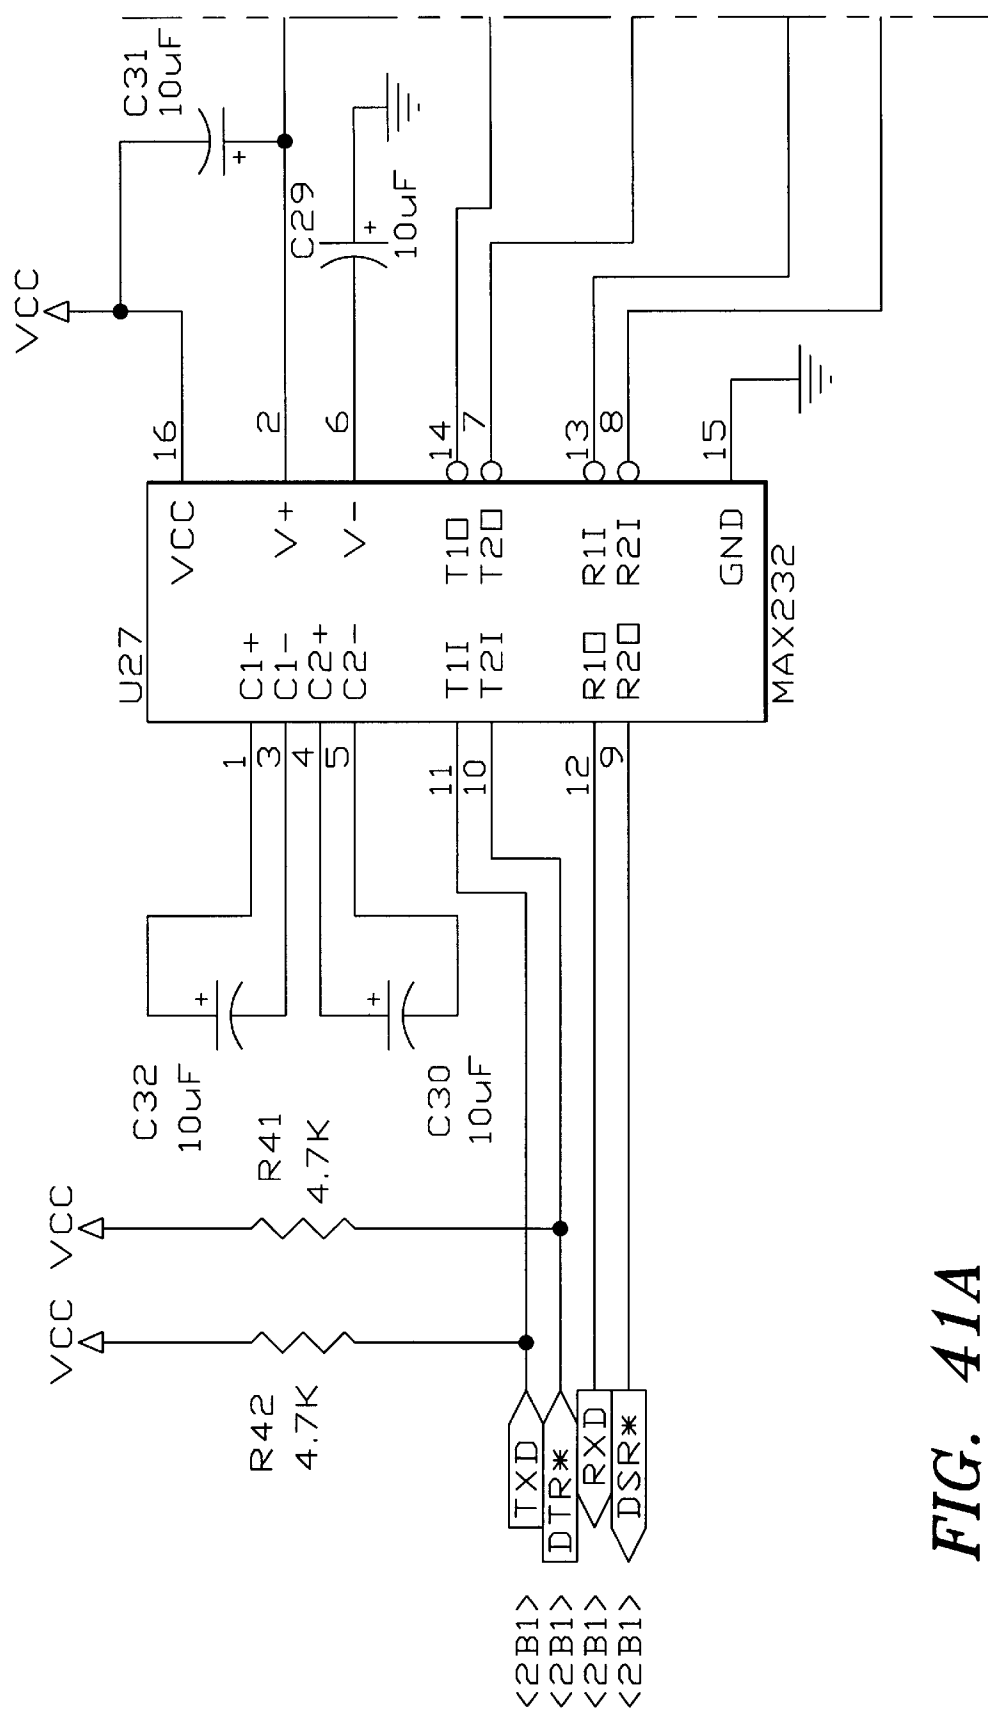 VCC
VCC
VCC
C31
10uF
C29
10uF
16
2
6
14
7
13
8
15
U27
VCC
V+
V-
T1O
T2O
R1I
R2I
GND
C1+
C1-
C2+
C2-
T1I
T2I
R1O
R2O
MAX232
1
3
4
5
11
10
12
9
+
+
+
+
C32
10uF
C30
10uF
R41
4.7K
R42
4.7K
TXD
DTR*
RXD
DSR*
<2B1>
<2B1>
<2B1>
<2B1>
FIG. 41A